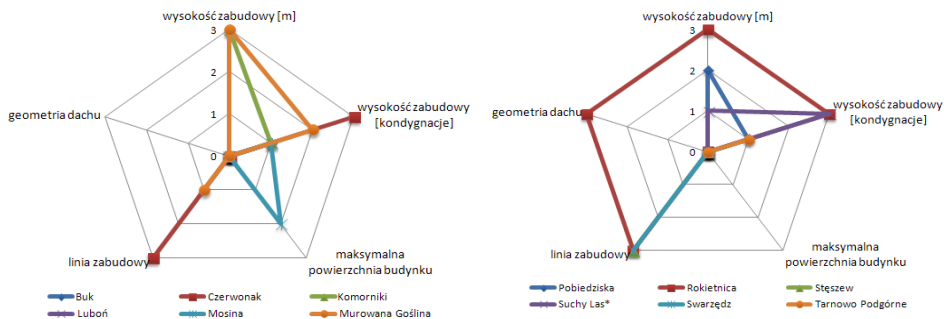 wysokość zabudowy [m]
3
2
1
0
wysokość zabudowy
[kondygnacje]
maksymalna
powierzchnia budynku
linia zabudowy
geometria dachu
Buk
Czerwonak
Komorniki
Luboń
Mosina
Murowana Goślina
wysokość zabudowy [m]
3
2
1
0
wysokość zabudowy
[kondygnacje]
maksymalna
powierzchnia budynku
linia zabudowy
geometria dachu
Pobiedziska
Rokietnica
Stęszew
Suchy Las*
Swarzędz
Tarnowo Podgórne